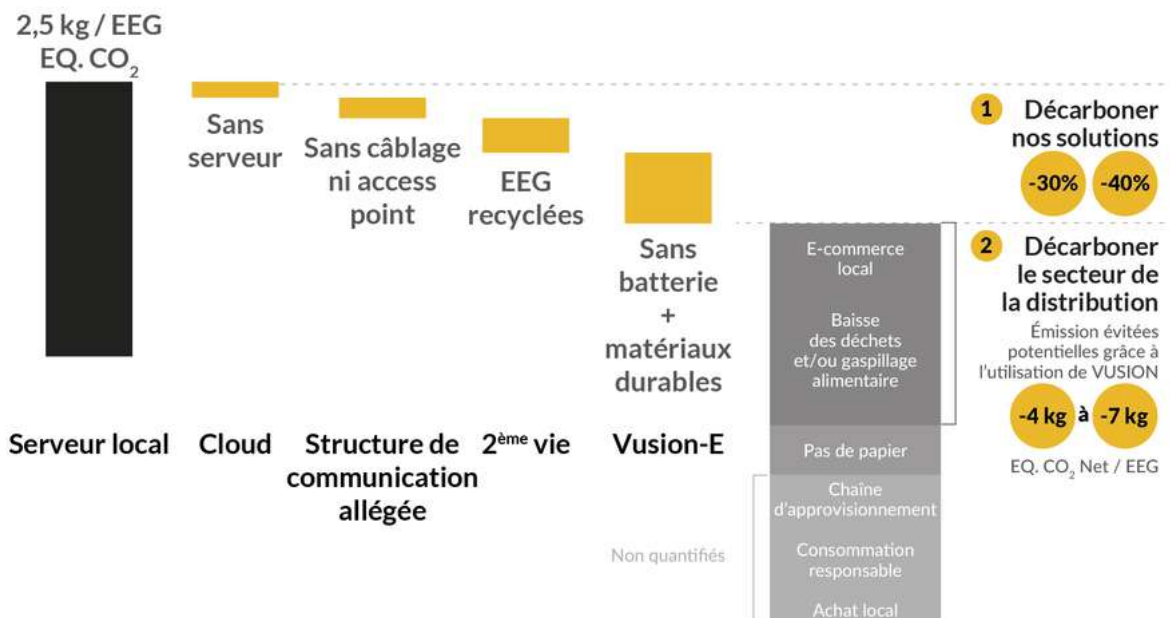 2,5 kg / EEG
EQ. CO₂
Sans
serveur
Sans câblage
ni access
point
EEG
recyclées
Sans
batterie
+
matériaux
durables
Serveur local
Cloud
Structure de
communication
allégée
2ème vie
Vusion-E
E-commerce
local
Baisse
des déchets
et/ou gaspillage
alimentaire
Pas de papier
Chaîne
d'approvisionnement
Consommation
responsable
Achat local
Non quantifiés
1 Décarboner
nos solutions
-30% -40%
2 Décarboner
le secteur de
la distribution
Émission évitées
potentielles grâce à
l'utilisation de VUSION
-4 kg à -7 kg
EQ. CO₂ Net / EEG